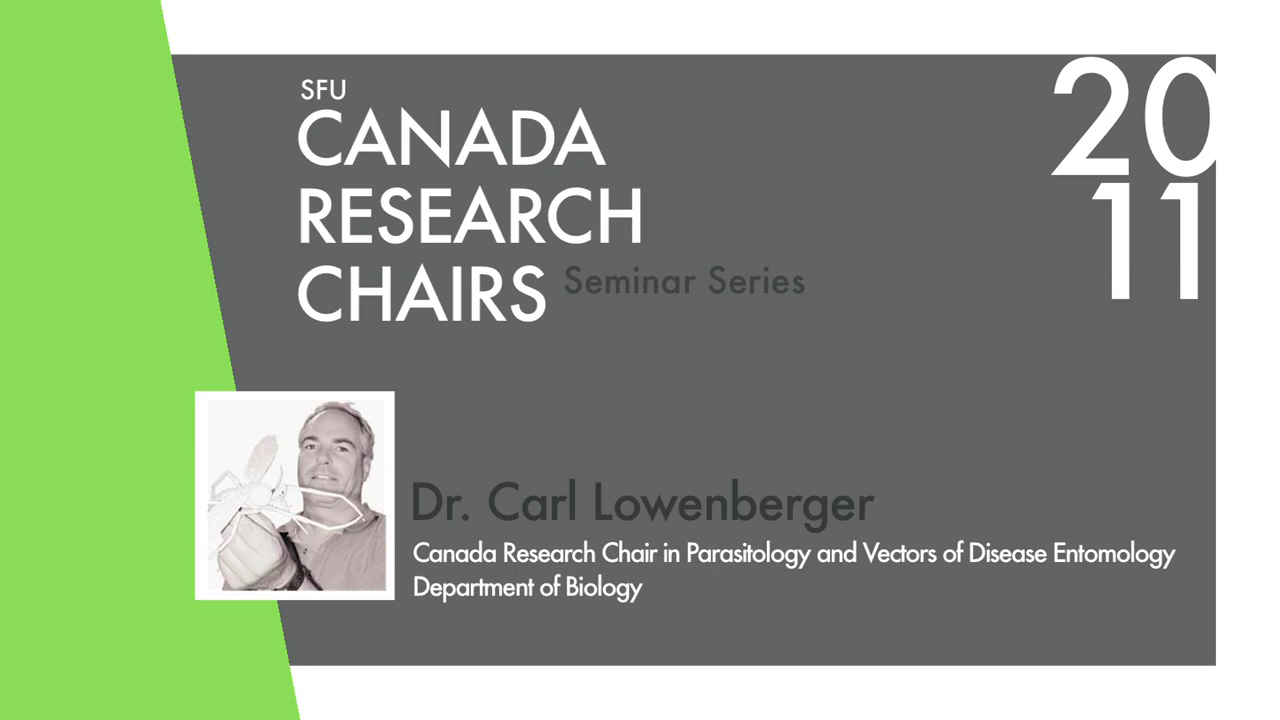 SFU
CANADA
RESEARCH
CHAIRS Seminar Series
20
11
Dr. Carl Lowenberger
Canada Research Chair in Parasitology and Vectors of Disease Entomology
Department of Biology